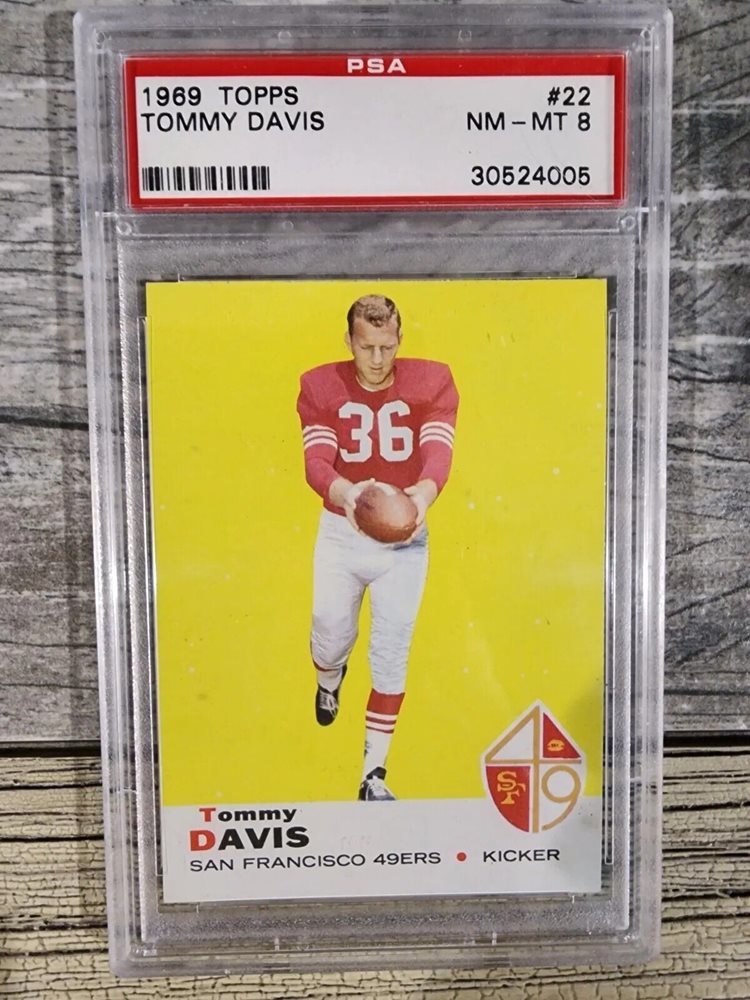 PSA
1969 TOPPS #22
TOMMY DAVIS NM-MT 8
30524005
36
49
SF
Tommy
DAVIS
SAN FRANCISCO 49ERS • KICKER